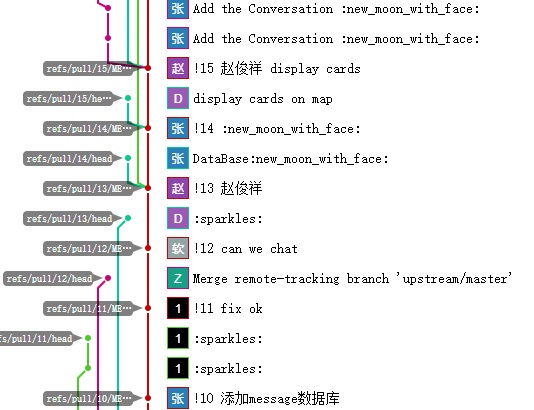 张 Add the Conversation :new_moon_with_face:
张 Add the Conversation :new_moon_with_face:
refs/pull/15/ME… 赵 !15 赵俊祥 display cards
refs/pull/15/he… D display cards on map
refs/pull/14/ME… 张 !14 :new_moon_with_face:
refs/pull/14/head 张 DataBase:new_moon_with_face:
refs/pull/13/ME… 赵 !13 赵俊祥
refs/pull/13/head D :sparkles:
refs/pull/12/ME… 软 !12 can we chat
refs/pull/12/head Z Merge remote-tracking branch 'upstream/master'
refs/pull/11/ME… 1 !11 fix ok
fs/pull/11/head 1 :sparkles:
1 :sparkles:
refs/pull/10/ME… 张 !10 添加message数据库